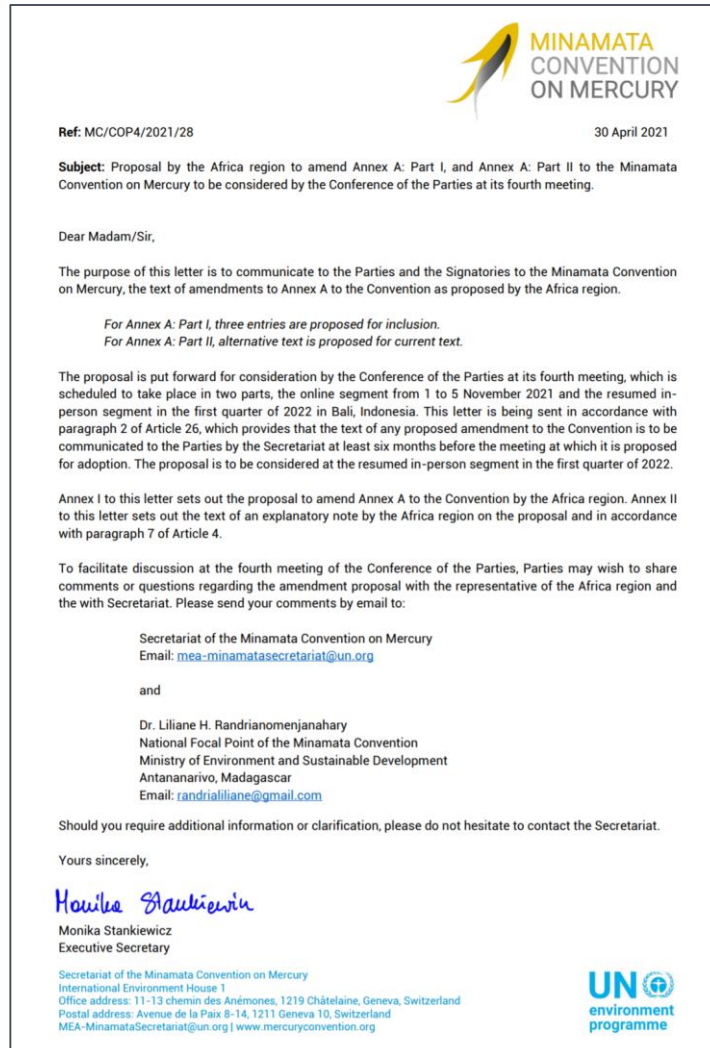 MINAMATA
CONVENTION
ON MERCURY
Ref: MC/COP4/2021/28
30 April 2021
Subject: Proposal by the Africa region to amend Annex A: Part I, and Annex A: Part II to the Minamata
Convention on Mercury to be considered by the Conference of the Parties at its fourth meeting.
Dear Madam/Sir,
The purpose of this letter is to communicate to the Parties and the Signatories to the Minamata Convention
on Mercury, the text of amendments to Annex A to the Convention as proposed by the Africa region.
For Annex A: Part I, three entries are proposed for inclusion.
For Annex A: Part II, alternative text is proposed for current text.
The proposal is put forward for consideration by the Conference of the Parties at its fourth meeting, which is
scheduled to take place in two parts, the online segment from 1 to 5 November 2021 and the resumed in-
person segment in the first quarter of 2022 in Bali, Indonesia. This letter is being sent in accordance with
paragraph 2 of Article 26, which provides that the text of any proposed amendment to the Convention is to be
communicated to the Parties by the Secretariat at least six months before the meeting at which it is proposed
for adoption. The proposal is to be considered at the resumed in-person segment in the first quarter of 2022.
Annex I to this letter sets out the proposal to amend Annex A to the Convention by the Africa region. Annex II
to this letter sets out the text of an explanatory note by the Africa region on the proposal and in accordance
with paragraph 7 of Article 4.
To facilitate discussion at the fourth meeting of the Conference of the Parties, Parties may wish to share
comments or questions regarding the amendment proposal with the representative of the Africa region and
the with Secretariat. Please send your comments by email to:
Secretariat of the Minamata Convention on Mercury
Email: mea-minamatasecretariat@un.org
and
Dr. Liliane H. Randrianomenjanahary
National Focal Point of the Minamata Convention
Ministry of Environment and Sustainable Development
Antananarivo, Madagascar
Email: randrialiliane@gmail.com
Should you require additional information or clarification, please do not hesitate to contact the Secretariat.
Yours sincerely,
Monika Stankiewicz
Monika Stankiewicz
Executive Secretary
Secretariat of the Minamata Convention on Mercury
International Environment House 1
Office address: 11-13 chemin des Anémones, 1219 Châtelaine, Geneva, Switzerland
Postal address: Avenue de la Paix 8-14, 1211 Geneva 10, Switzerland
MEA-MinamataSecretariat@un.org | www.mercuryconvention.org
UN
environment
programme